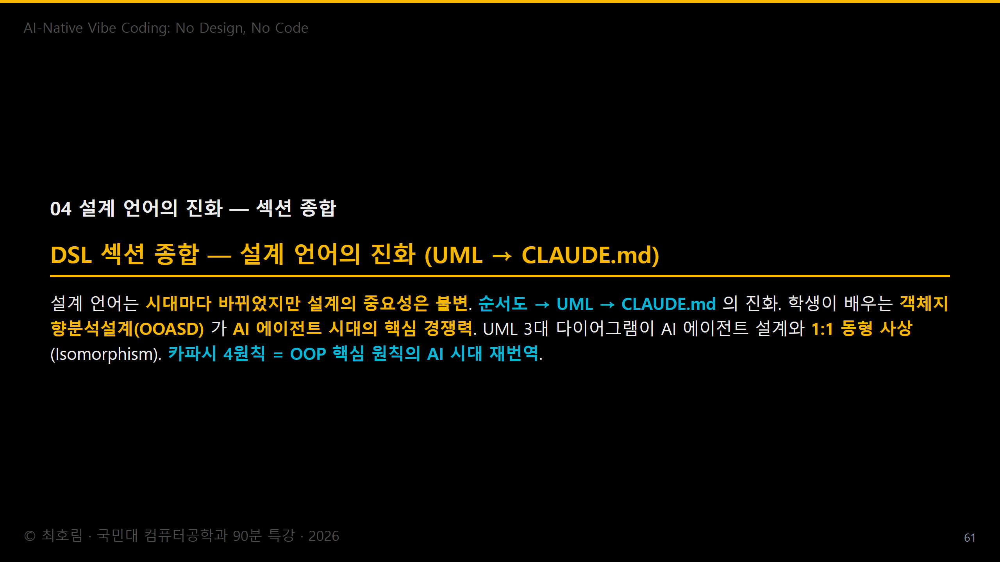 AI-Native Vibe Coding: No Design, No Code
04 설계 언어의 진화 — 섹션 종합
DSL 섹션 종합 — 설계 언어의 진화 (UML → CLAUDE.md)
설계 언어는 시대마다 바뀌었지만 설계의 중요성은 불변. 순서도 → UML → CLAUDE.md 의 진화. 학생이 배우는 객체지
향분석설계(OOASD) 가 AI 에이전트 시대의 핵심 경쟁력. UML 3대 다이어그램이 AI 에이전트 설계와 1:1 동형 사상
(Isomorphism). 카파시 4원칙 = OOP 핵심 원칙의 AI 시대 재번역.
© 최호림 · 국민대 컴퓨터공학과 90분 특강 · 2026
61